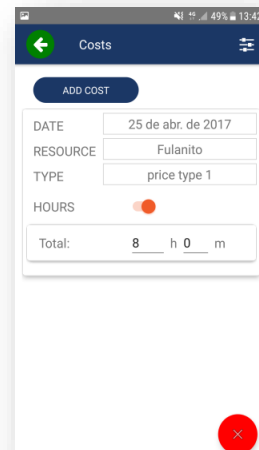 49% 13:42
Costs
ADD COST
DATE 25 de abr. de 2017
RESOURCE Fulanito
TYPE price type 1
HOURS
Total: 8 h 0 m